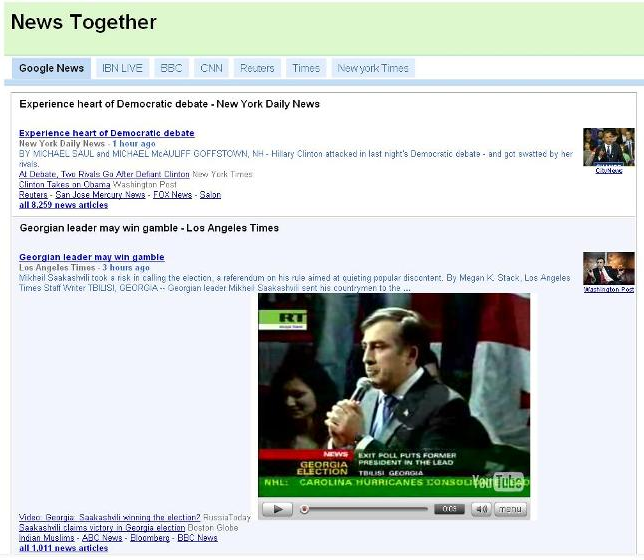 News Together
Google News IBN LIVE BBC CNN Reuters Times New york Times
Experience heart of Democratic debate - New York Daily News
Experience heart of Democratic debate
New York Daily News - 1 hour ago
BY MICHAEL SAUL and MICHAEL McAULIFF GOFFSTOWN, NH - Hillary Clinton attacked in last night's Democratic debate - and got swatted by her
rivals.
At Debate, Two Rivals Go After Defiant Clinton New York Times
Clinton Takes on Obama Washington Post
Reuters - San Jose Mercury News - FOX News - Salon
all 8,259 news articles
CityNews
Georgian leader may win gamble - Los Angeles Times
Georgian leader may win gamble
Los Angeles Times - 3 hours ago
Mikheil Saakashvili took a risk in calling the election, a referendum on his rule aimed at quieting popular discontent. By Megan K. Stack, Los Angeles
Times Staff Writer TBILISI, GEORGIA -- Georgian leader Mikheil Saakashvili sent his countrymen to the ...
Washington Post
RT
NEWS EXIT POLL PUTS FORMER
GEORGIA PRESIDENT IN THE LEAD
ELECTION TBILISI GEORGIA
NHL: CAROLINA HURRICANES CONSOLI
YouTube
0:03 menu
Video: Georgia: Saakashvili winning the election? RussiaToday
Saakashvili claims victory in Georgia election Boston Globe
Indian Muslims - ABC News - Bloomberg - BBC News
all 1,011 news articles